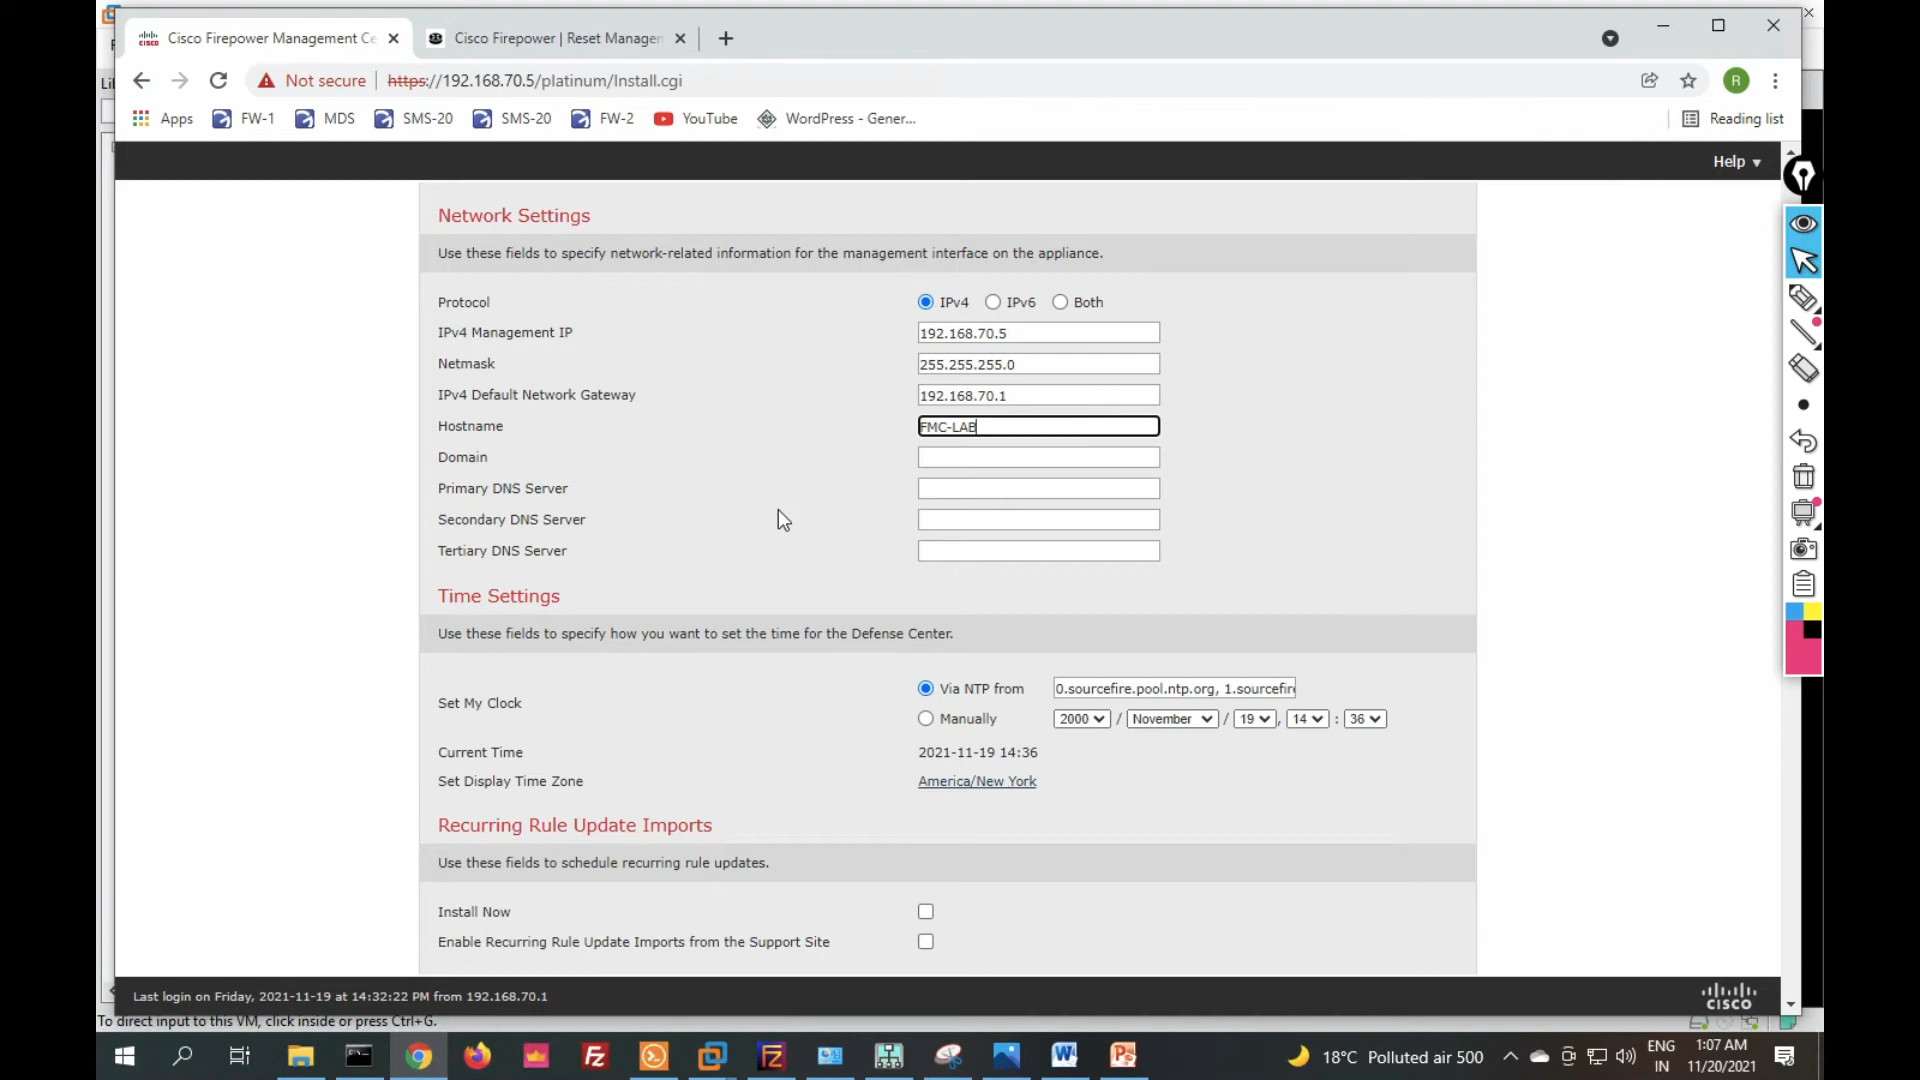 Cisco Firepower Management Ce
Cisco Firepower | Reset Managem
Not secure | https://192.168.70.5/platinum/Install.cgi
R
Apps
FW-1
MDS
SMS-20
SMS-20
FW-2
YouTube
WordPress - Gener...
Reading list
Help
Network Settings
Use these fields to specify network-related information for the management interface on the appliance.
Protocol
IPv4 IPv6 Both
IPv4 Management IP
192.168.70.5
Netmask
255.255.255.0
IPv4 Default Network Gateway
192.168.70.1
Hostname
FMC-LAB
Domain
Primary DNS Server
Secondary DNS Server
Tertiary DNS Server
Time Settings
Use these fields to specify how you want to set the time for the Defense Center.
Set My Clock
Via NTP from
0.sourcefire.pool.ntp.org, 1.sourcefire
Manually
2000 / November / 19 , 14 : 36
Current Time
2021-11-19 14:36
Set Display Time Zone
America/New York
Recurring Rule Update Imports
Use these fields to schedule recurring rule updates.
Install Now
Enable Recurring Rule Update Imports from the Support Site
Last login on Friday, 2021-11-19 at 14:32:22 PM from 192.168.70.1
CISCO
To direct input to this VM, click inside or press Ctrl+G.
18°C Polluted air 500
ENG
IN
1:07 AM
11/20/2021